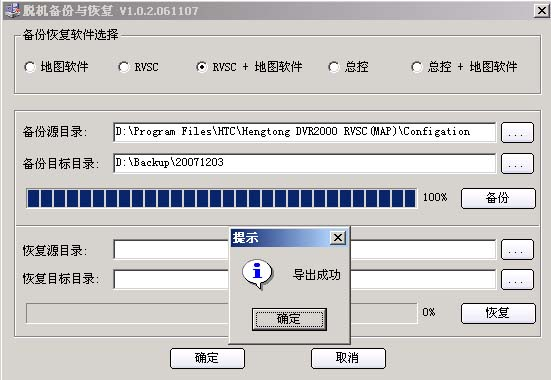 脱机备份与恢复 V1.0.2.061107
备份恢复软件选择
地图软件 RVSC RVSC + 地图软件 总控 总控 + 地图软件
备份源目录: D:\Program Files\HTC\Hengtong DVR2000 RVSC(MAP)\Configation ...
备份目标目录: D:\Backup\20071203 ...
100% 备份
提示
恢复源目录: ...
导出成功
恢复目标目录: ...
确定
0% 恢复
确定 取消